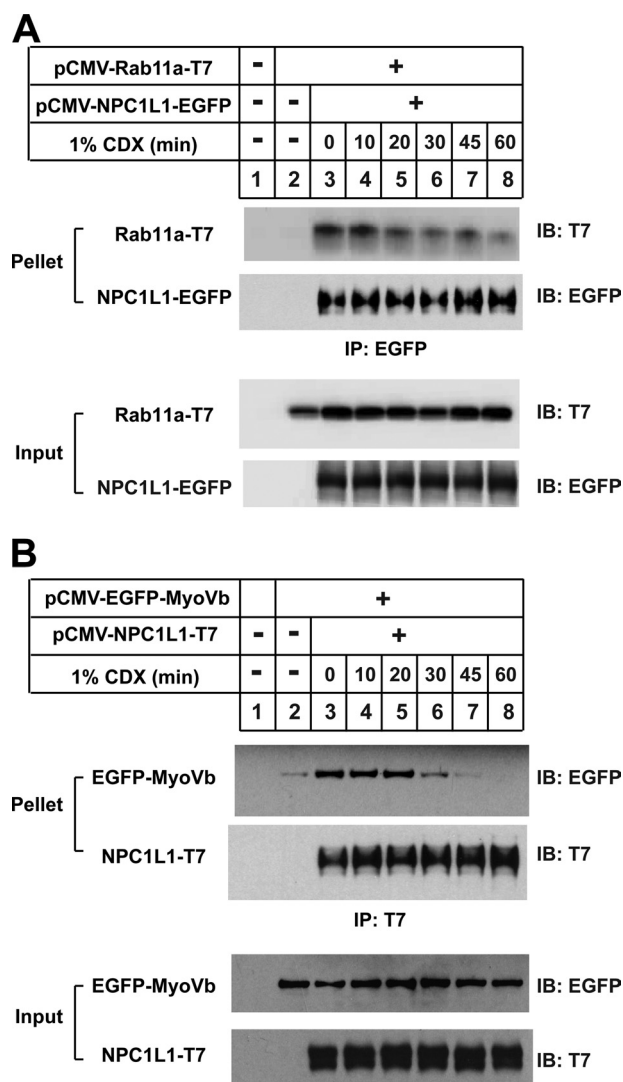 A
pCMV-Rab11a-T7 - +
pCMV-NPC1L1-EGFP - - +
1% CDX (min) - - 0 10 20 30 45 60
1 2 3 4 5 6 7 8
Rab11a-T7 IB: T7
Pellet
NPC1L1-EGFP IB: EGFP
IP: EGFP
Rab11a-T7 IB: T7
Input
NPC1L1-EGFP IB: EGFP
B
pCMV-EGFP-MyoVb +
pCMV-NPC1L1-T7 - - +
1% CDX (min) - - 0 10 20 30 45 60
1 2 3 4 5 6 7 8
EGFP-MyoVb IB: EGFP
Pellet
NPC1L1-T7 IB: T7
IP: T7
EGFP-MyoVb IB: EGFP
Input
NPC1L1-T7 IB: T7